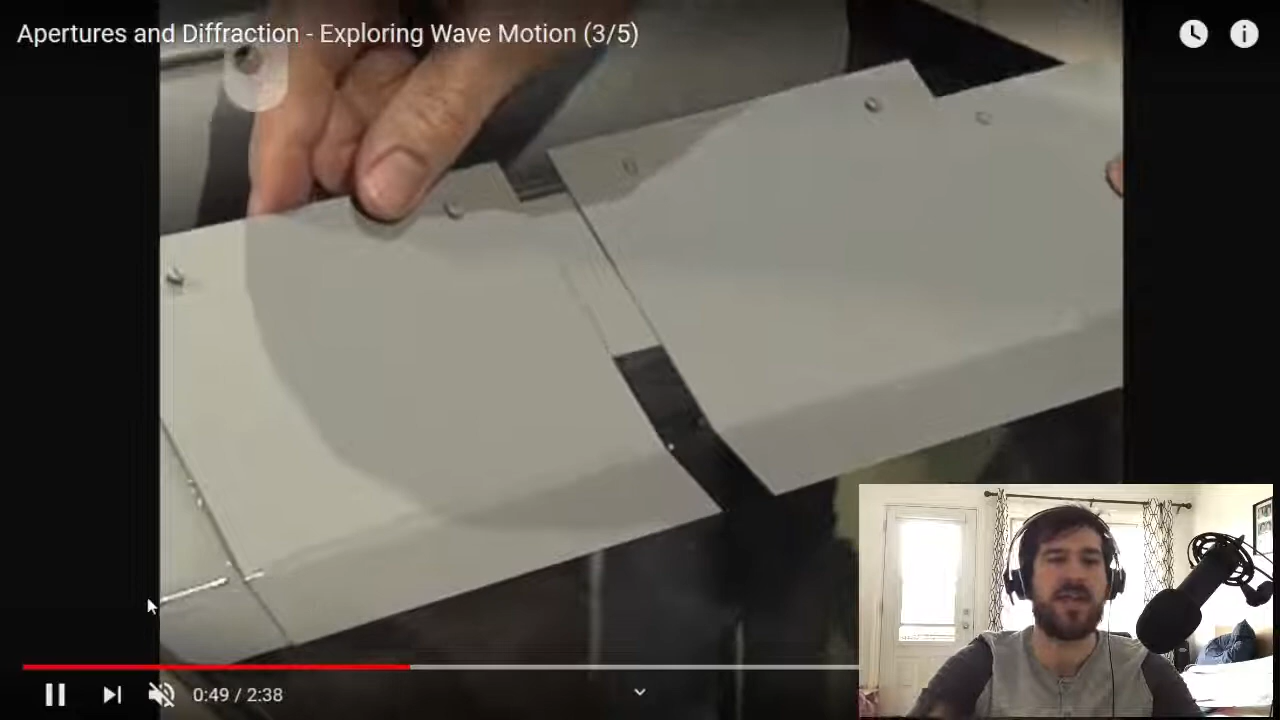 Apertures and Diffraction - Exploring Wave Motion (3/5)
0:49 / 2:38